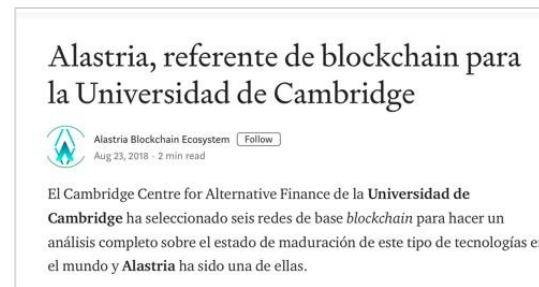 Alastria, referente de blockchain para
la Universidad de Cambridge
Alastria Blockchain Ecosystem Follow
Aug 23, 2018 · 2 min read
El Cambridge Centre for Alternative Finance de la Universidad de
Cambridge ha seleccionado seis redes de base blockchain para hacer un
análisis completo sobre el estado de maduración de este tipo de tecnologías
el mundo y Alastria ha sido una de ellas.